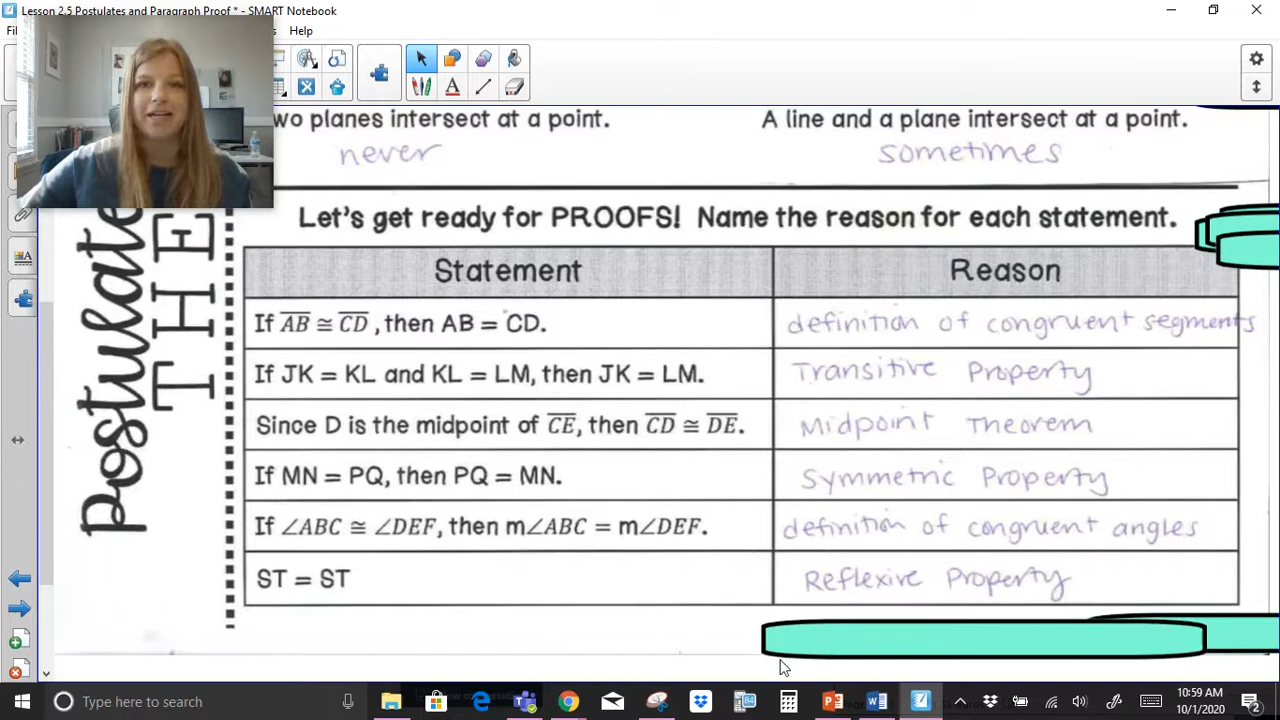 Lesson 2.5 Postulates and Paragraph Proof * - SMART Notebook
Help
wo planes intersect at a point.
never
A line and a plane intersect at a point.
sometimes
Postulate
THE
Let's get ready for PROOFS! Name the reason for each statement.
Statement
Reason
If A̅B̅ ≅ C̅D̅, then AB = CD.
definition of congruent segments
If JK = KL and KL = LM, then JK = LM.
Transitive Property
Since D is the midpoint of C̅E̅, then C̅D̅ ≅ D̅E̅.
Midpoint Theorem
If MN = PQ, then PQ = MN.
Symmetric Property
If ∠ABC ≅ ∠DEF, then m∠ABC = m∠DEF.
definition of congruent angles
ST = ST
Reflexive Property
Type here to search
10:59 AM
10/1/2020
2